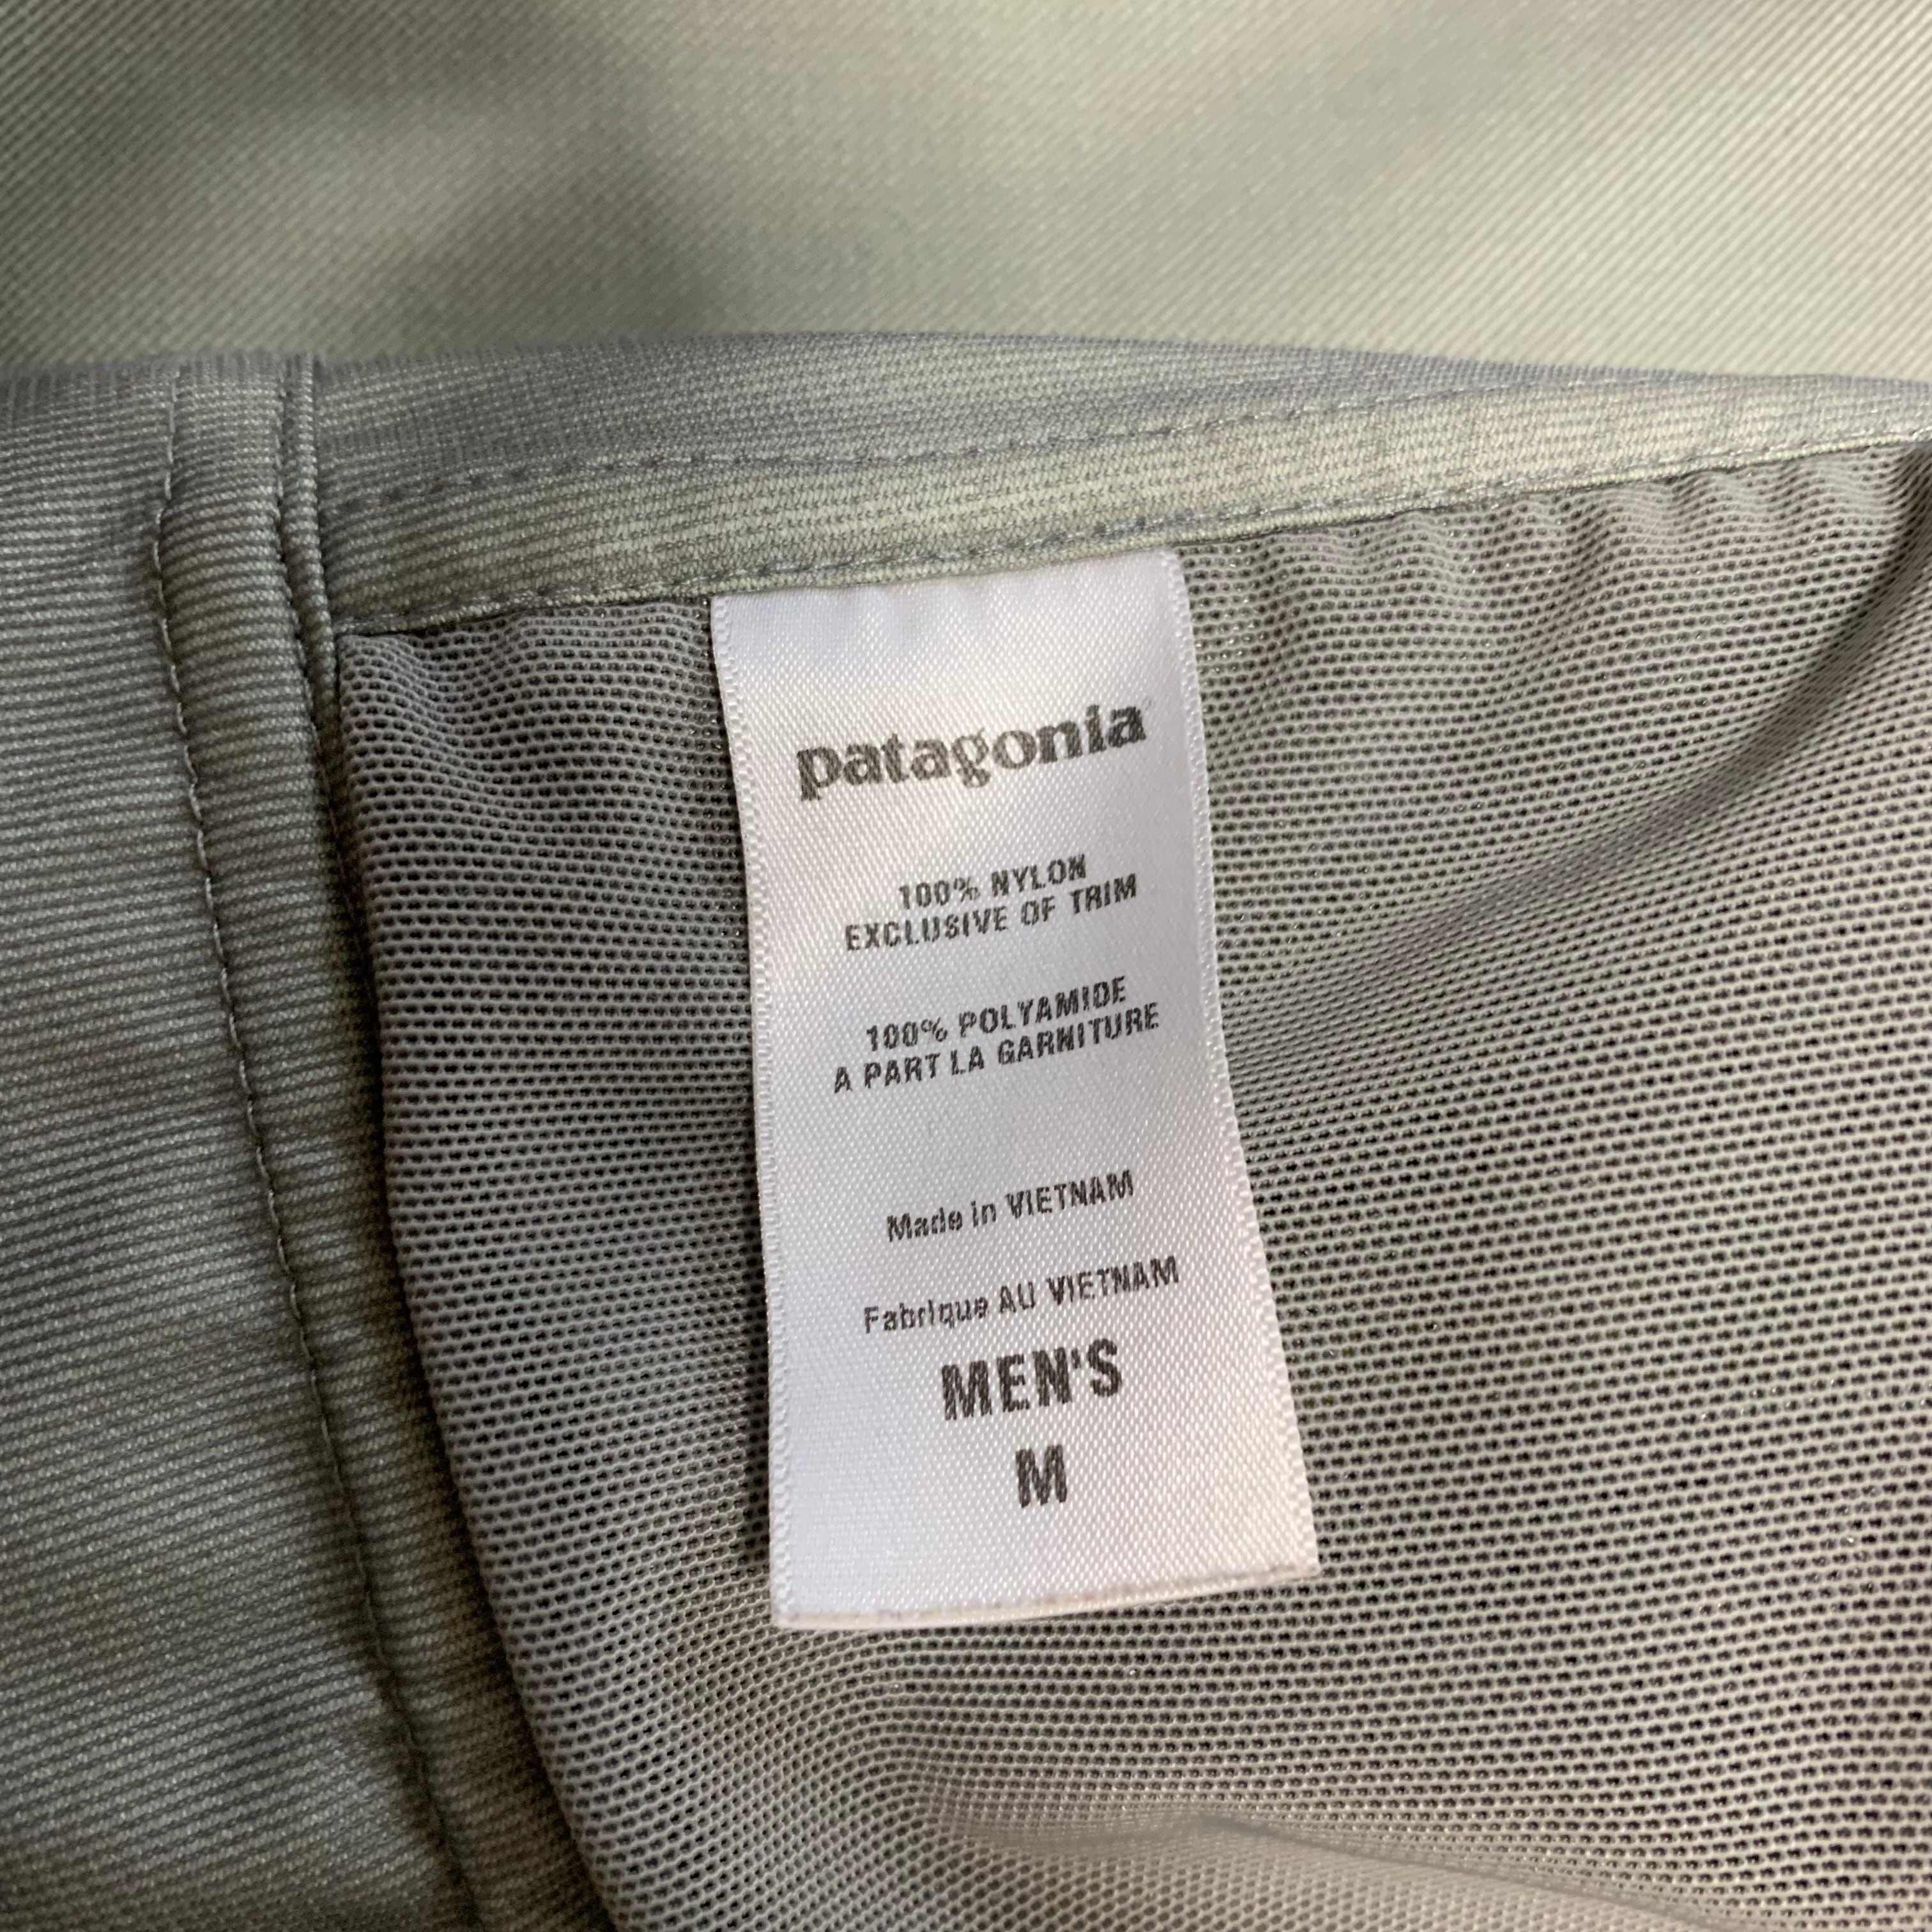 patagonia
100% NYLON
EXCLUSIVE OF TRIM
100% POLYAMIDE
A PART LA GARNITURE
Made in VIETNAM
Fabrique AU VIETNAM
MEN'S
M